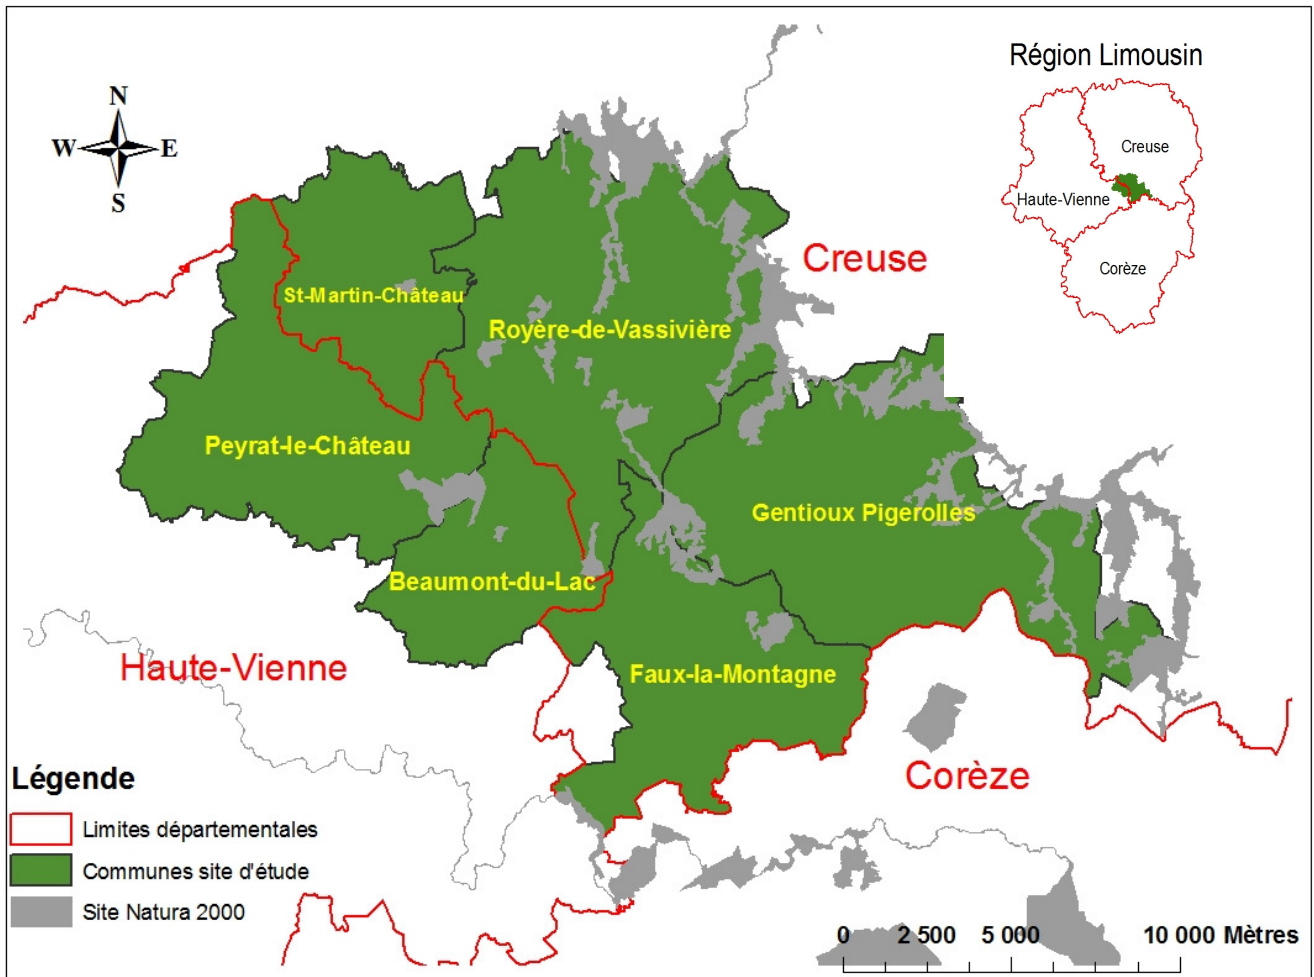 Région Limousin
N
W
E
S
Creuse
Haute-Vienne
Corèze
Creuse
St-Martin-Château
Royère-de-Vassivière
Peyrat-le-Château
Gentioux Pigerolles
Beaumont-du-Lac
Haute-Vienne
Faux-la-Montagne
Corèze
Légende
Limites départementales
Communes site d'étude
Site Natura 2000
0 2 500 5 000 10 000 Mètres